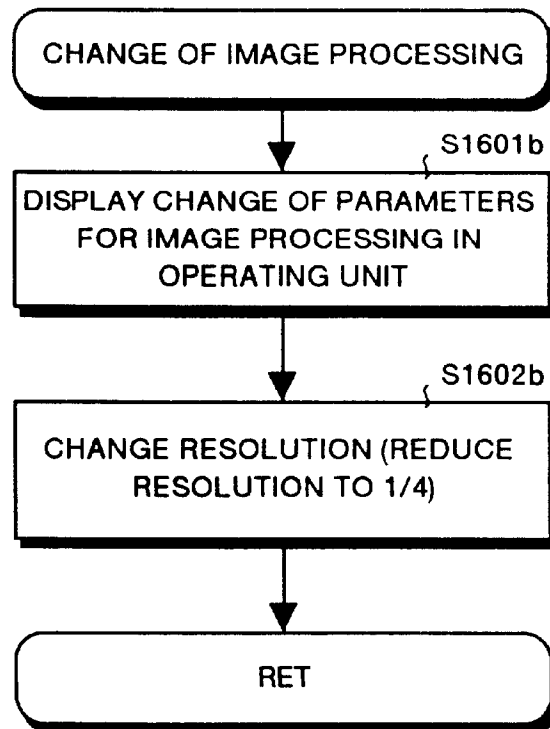 CHANGE OF IMAGE PROCESSING
S1601b
DISPLAY CHANGE OF PARAMETERS
FOR IMAGE PROCESSING IN
OPERATING UNIT
S1602b
CHANGE RESOLUTION (REDUCE
RESOLUTION TO 1/4)
RET